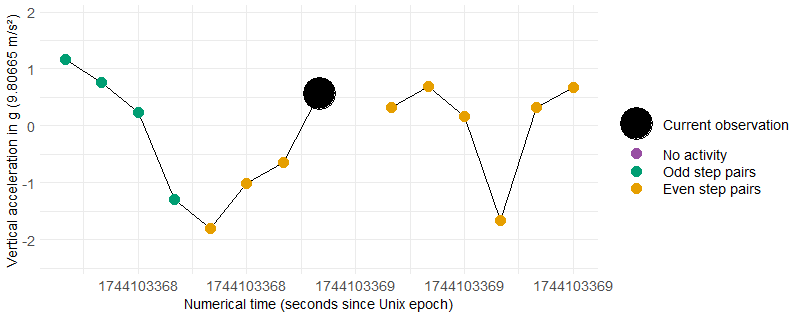 Vertical acceleration in g (9.80665 m/s²)
2
1
0
-1
-2
1744103368 1744103368 1744103369 1744103369 1744103369
Numerical time (seconds since Unix epoch)
Current observation
No activity
Odd step pairs
Even step pairs